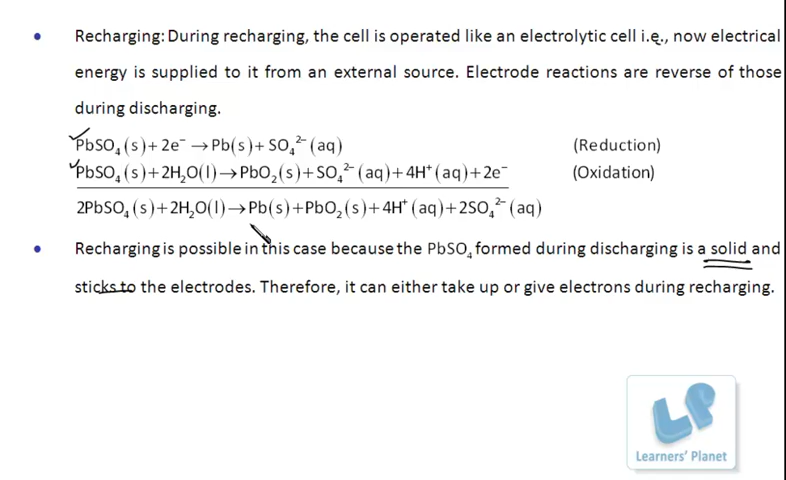 • Recharging: During recharging, the cell is operated like an electrolytic cell i.e., now electrical
energy is supplied to it from an external source. Electrode reactions are reverse of those
during discharging.
PbSO₄(s)+2e⁻ → Pb(s)+SO₄²⁻(aq) (Reduction)
PbSO₄(s)+2H₂O(l)→PbO₂(s)+SO₄²⁻(aq)+4H⁺(aq)+2e⁻ (Oxidation)
2PbSO₄(s)+2H₂O(l)→Pb(s)+PbO₂(s)+4H⁺(aq)+2SO₄²⁻(aq)
• Recharging is possible in this case because the PbSO₄ formed during discharging is a solid and
sticks to the electrodes. Therefore, it can either take up or give electrons during recharging.
LP
Learners' Planet